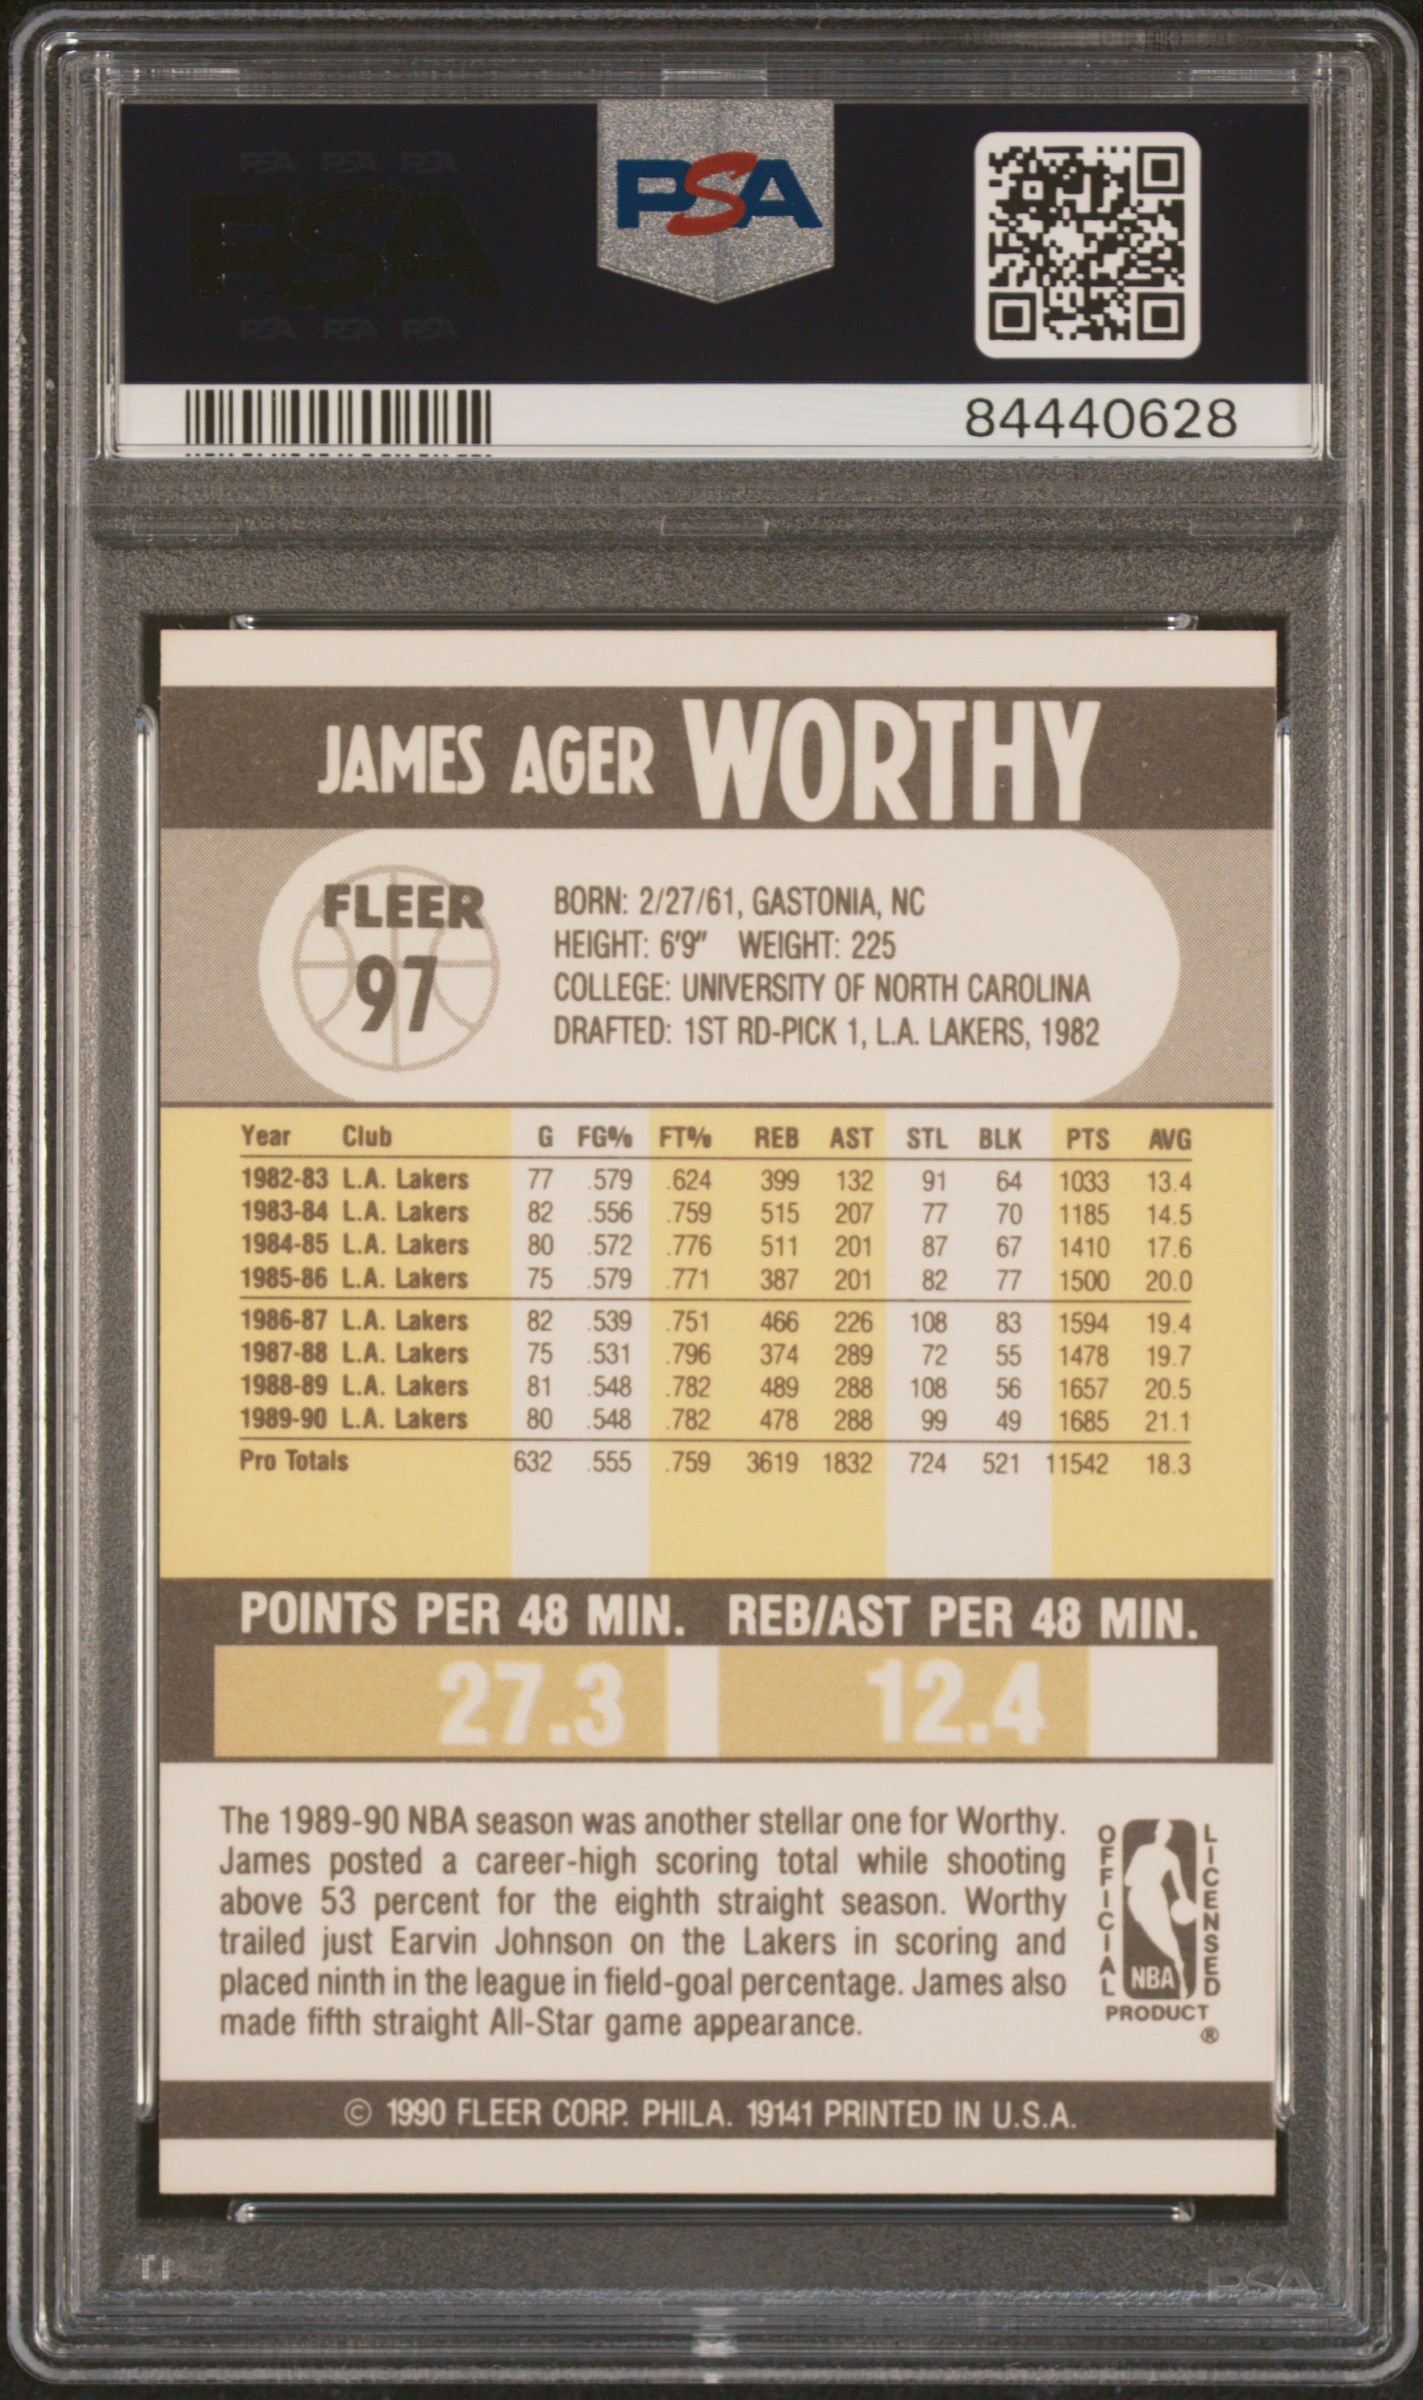 PSA PSA PSA
PSA
PSA PSA PSA
PSA
84440628
JAMES AGER WORTHY
FLEER
97
BORN: 2/27/61, GASTONIA, NC
HEIGHT: 6'9" WEIGHT: 225
COLLEGE: UNIVERSITY OF NORTH CAROLINA
DRAFTED: 1ST RD-PICK 1, L.A. LAKERS, 1982
Year Club G FG% FT% REB AST STL BLK PTS AVG
1982-83 L.A. Lakers 77 .579 .624 399 132 91 64 1033 13.4
1983-84 L.A. Lakers 82 .556 .759 515 207 77 70 1185 14.5
1984-85 L.A. Lakers 80 .572 .776 511 201 87 67 1410 17.6
1985-86 L.A. Lakers 75 .579 .771 387 201 82 77 1500 20.0
1986-87 L.A. Lakers 82 .539 .751 466 226 108 83 1594 19.4
1987-88 L.A. Lakers 75 .531 .796 374 289 72 55 1478 19.7
1988-89 L.A. Lakers 81 .548 .782 489 288 108 56 1657 20.5
1989-90 L.A. Lakers 80 .548 .782 478 288 99 49 1685 21.1
Pro Totals 632 .555 .759 3619 1832 724 521 11542 18.3
POINTS PER 48 MIN. REB/AST PER 48 MIN.
27.3 12.4
The 1989-90 NBA season was another stellar one for Worthy.
James posted a career-high scoring total while shooting
above 53 percent for the eighth straight season. Worthy
trailed just Earvin Johnson on the Lakers in scoring and
placed ninth in the league in field-goal percentage. James also
made fifth straight All-Star game appearance.
OFFICIAL
NBA
LICENSED
PRODUCT
®
© 1990 FLEER CORP. PHILA. 19141 PRINTED IN U.S.A.
PSA